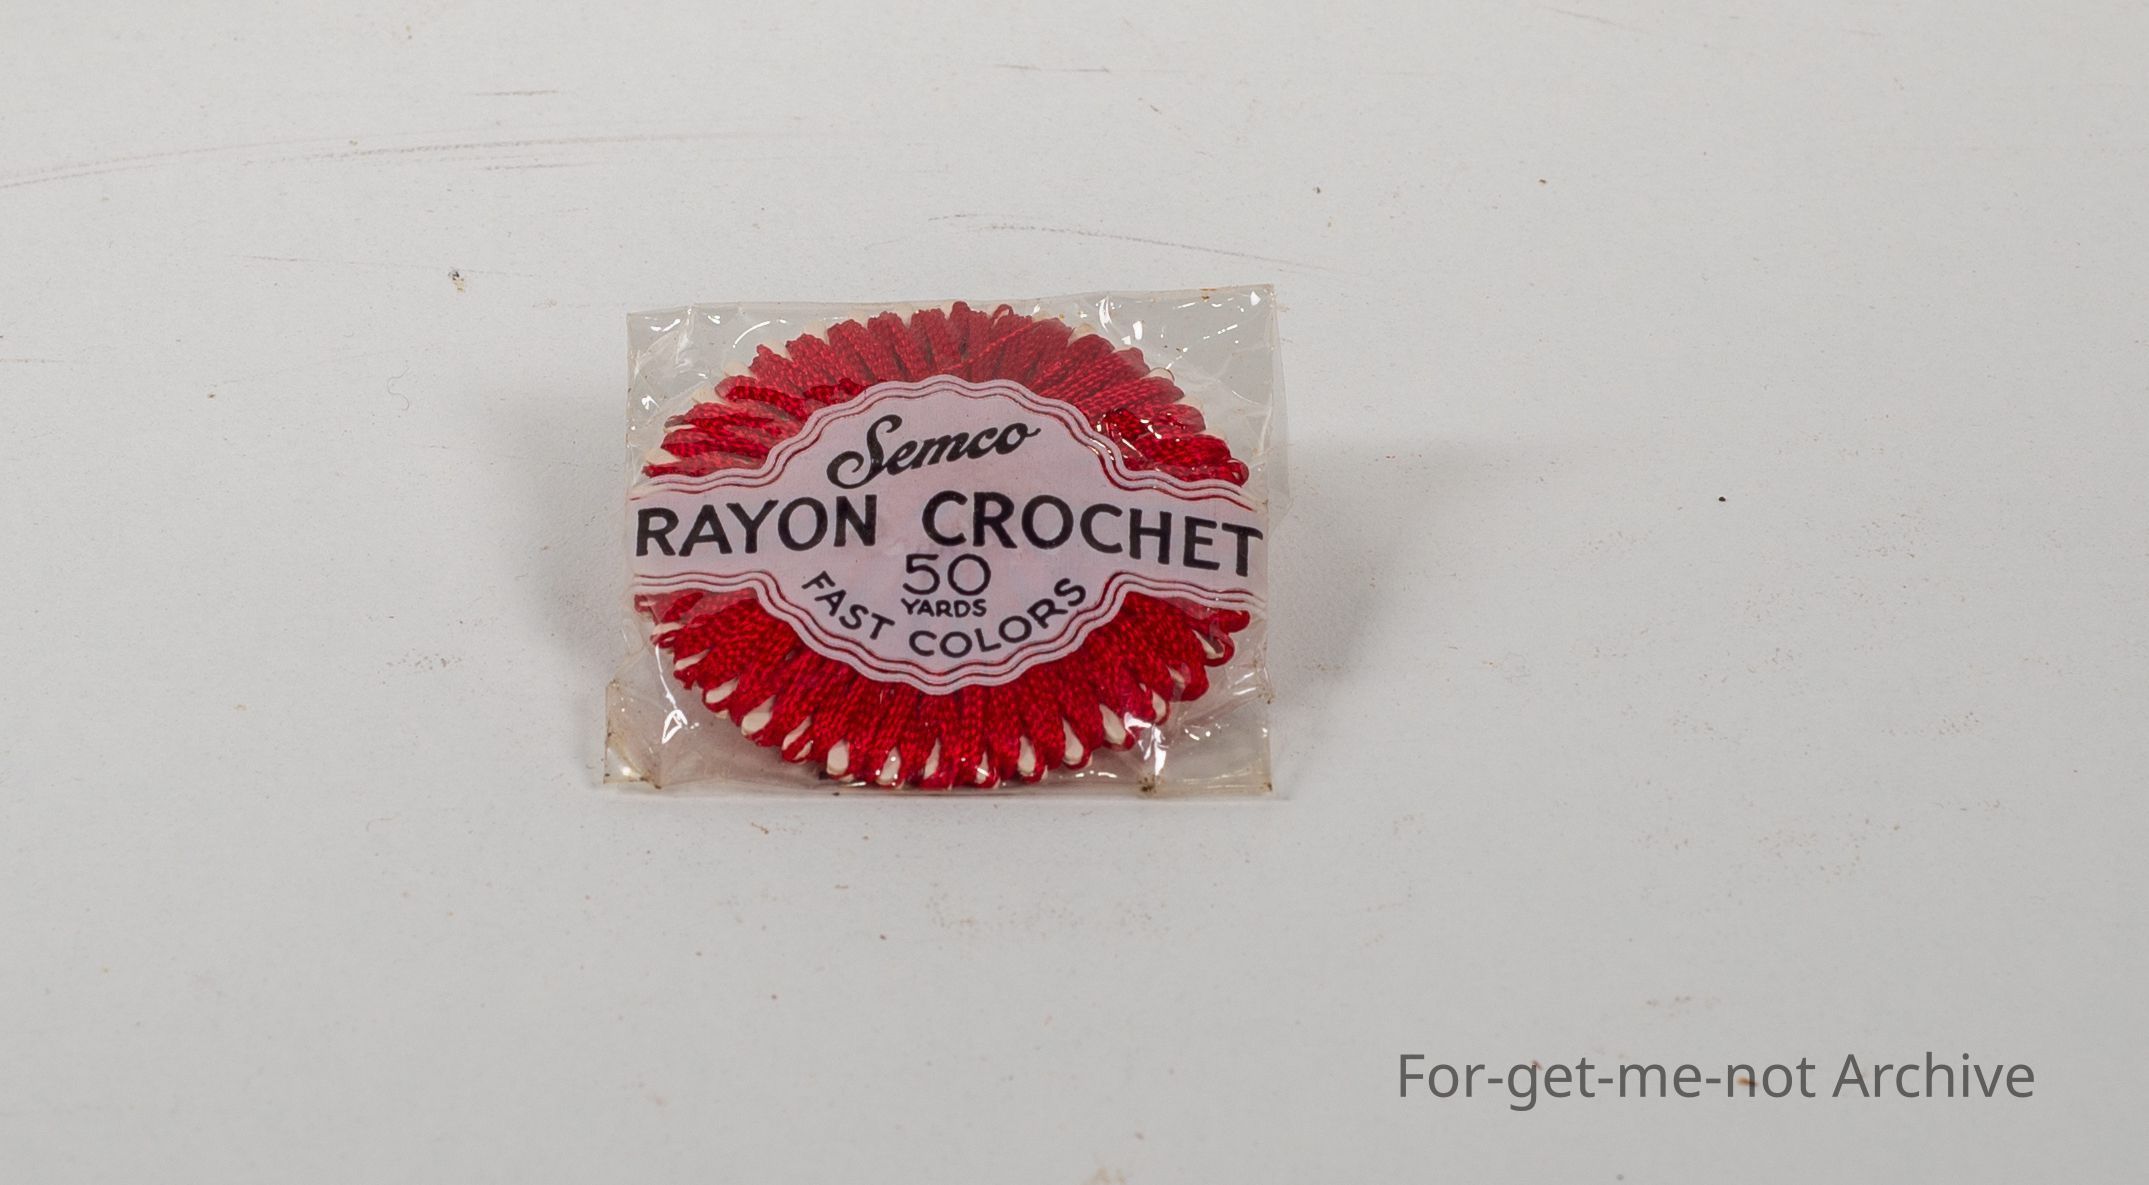 Semco
RAYON CROCHET
50
YARDS
FAST COLORS
For-get-me-not Archive